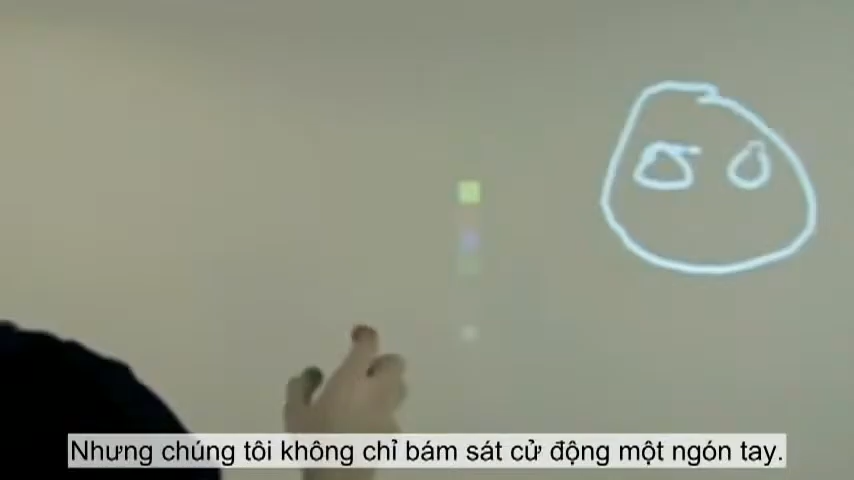 Nhưng chúng tôi không chỉ bám sát cử động một ngón tay.